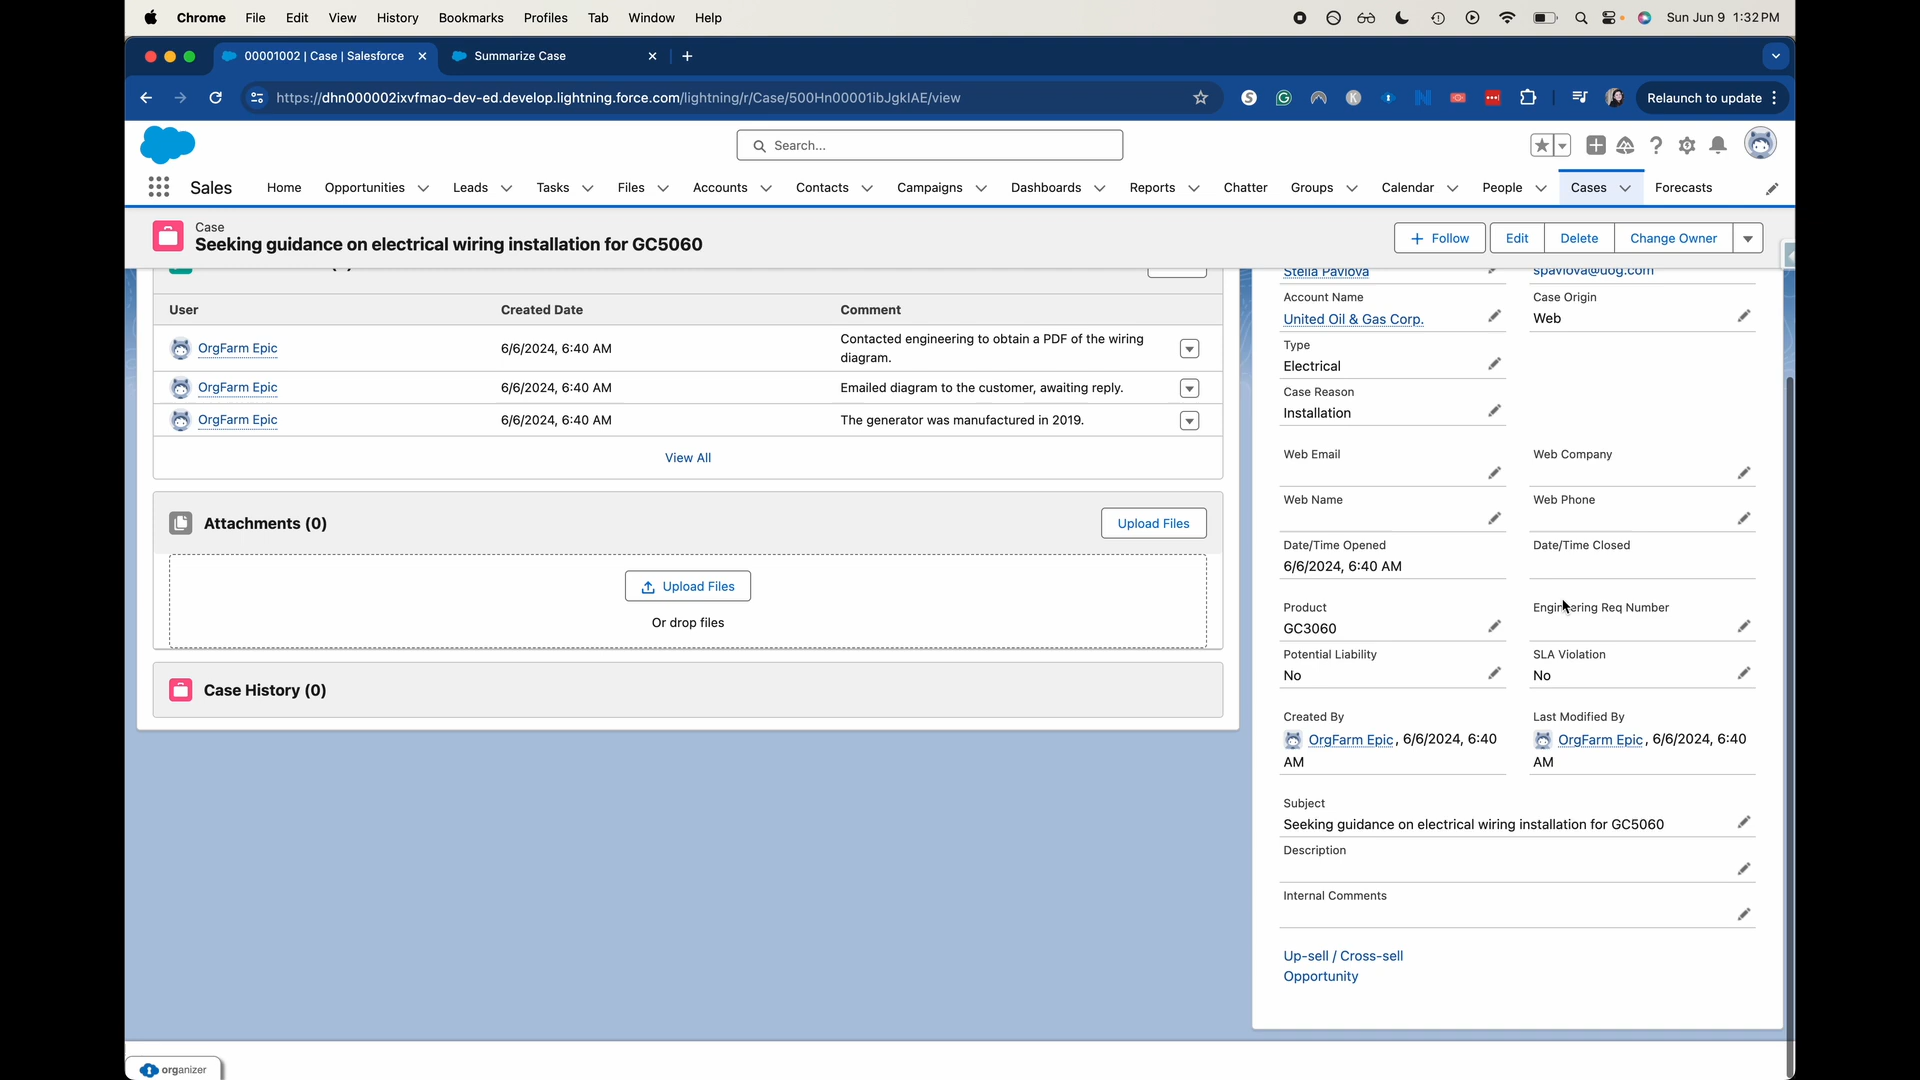 Chrome File Edit View History Bookmarks Profiles Tab Window Help Sun Jun 9 1:32 PM
00001002 | Case | Salesforce Summarize Case
https://dhn000002ixvfmao-dev-ed.develop.lightning.force.com/lightning/r/Case/500Hn00001ibJgkIAE/view Relaunch to update
Search...
Sales Home Opportunities Leads Tasks Files Accounts Contacts Campaigns Dashboards Reports Chatter Groups Calendar People Cases Forecasts
Case
Seeking guidance on electrical wiring installation for GC5060
Follow Edit Delete Change Owner
User Created Date Comment
OrgFarm Epic 6/6/2024, 6:40 AM Contacted engineering to obtain a PDF of the wiring
diagram.
OrgFarm Epic 6/6/2024, 6:40 AM Emailed diagram to the customer, awaiting reply.
OrgFarm Epic 6/6/2024, 6:40 AM The generator was manufactured in 2019.
View All
Attachments (0) Upload Files
Upload Files
Or drop files
Case History (0)
Stella Pavlova spavlova@uog.com
Account Name Case Origin
United Oil & Gas Corp. Web
Type
Electrical
Case Reason
Installation
Web Email Web Company
Web Name Web Phone
Date/Time Opened Date/Time Closed
6/6/2024, 6:40 AM
Product Engineering Req Number
GC3060
Potential Liability SLA Violation
No No
Created By Last Modified By
OrgFarm Epic, 6/6/2024, 6:40 OrgFarm Epic, 6/6/2024, 6:40
AM AM
Subject
Seeking guidance on electrical wiring installation for GC5060
Description
Internal Comments
Up-sell / Cross-sell
Opportunity
organizer